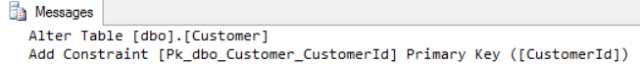 Messages
Alter Table [dbo].[Customer]
Add Constraint [Pk_dbo_Customer_CustomerId] Primary Key ([CustomerId])